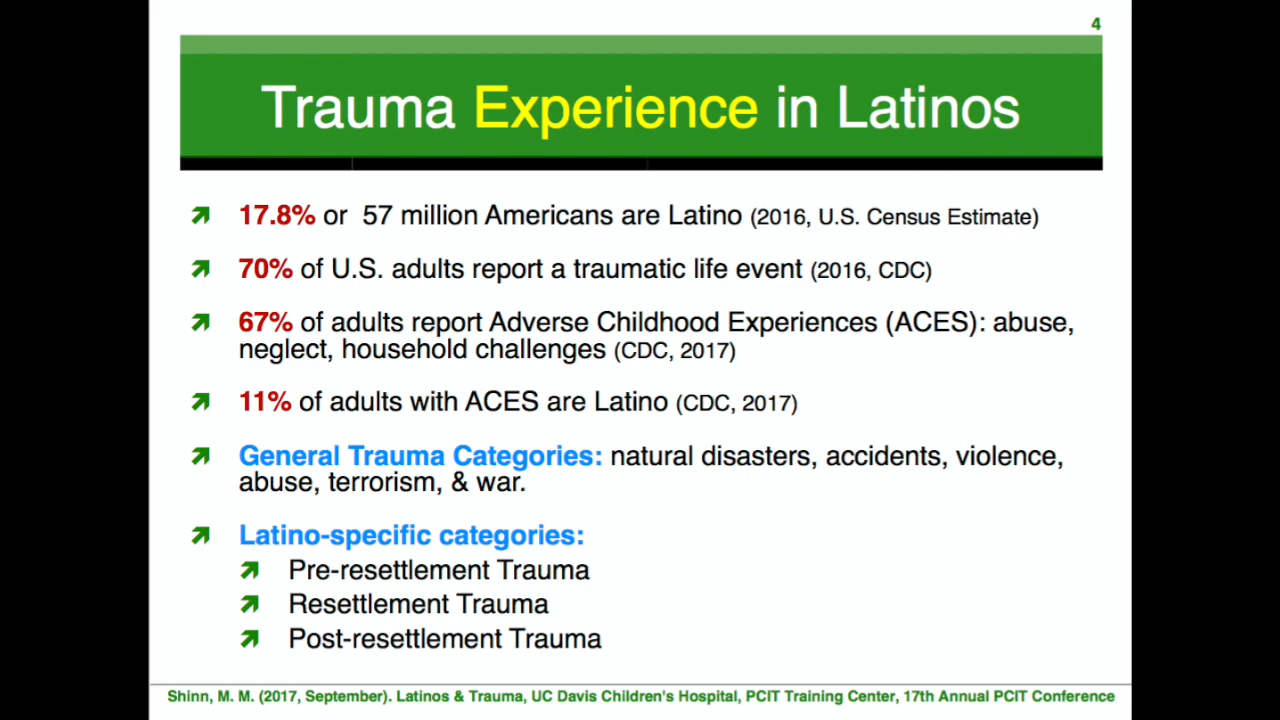 4
Trauma Experience in Latinos
17.8% or 57 million Americans are Latino (2016, U.S. Census Estimate)
70% of U.S. adults report a traumatic life event (2016, CDC)
67% of adults report Adverse Childhood Experiences (ACES): abuse,
neglect, household challenges (CDC, 2017)
11% of adults with ACES are Latino (CDC, 2017)
General Trauma Categories: natural disasters, accidents, violence,
abuse, terrorism, & war.
Latino-specific categories:
Pre-resettlement Trauma
Resettlement Trauma
Post-resettlement Trauma
Shinn, M. M. (2017, September). Latinos & Trauma, UC Davis Children's Hospital, PCIT Training Center, 17th Annual PCIT Conference